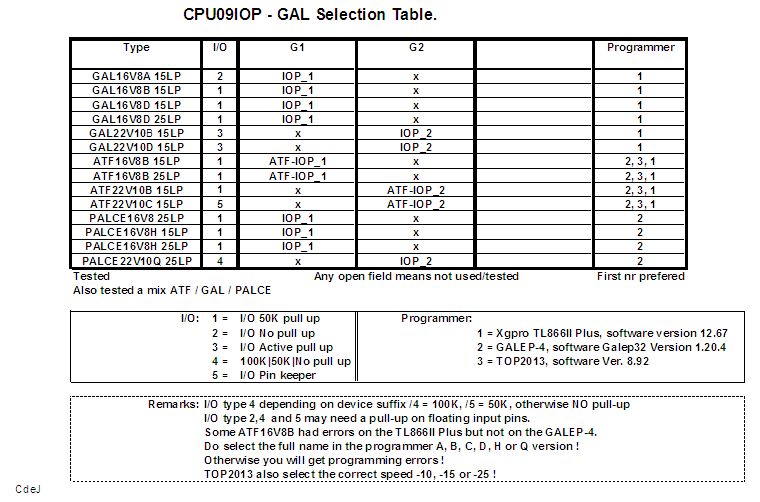 CPU09IOP - GAL Selection Table.
Type I/O G1 G2 Programmer
GAL16V8A 15LP 2 IOP_1 x 1
GAL16V8B 15LP 1 IOP_1 x 1
GAL16V8D 15LP 1 IOP_1 x 1
GAL16V8D 25LP 1 IOP_1 x 1
GAL22V10B 15LP 3 x IOP_2 1
GAL22V10D 15LP 3 x IOP_2 1
ATF16V8B 15LP 1 ATF-IOP_1 x 2, 3, 1
ATF16V8B 25LP 1 ATF-IOP_1 x 2, 3, 1
ATF22V10B 15LP 1 x ATF-IOP_2 2, 3, 1
ATF22V10C 15LP 5 x ATF-IOP_2 2, 3, 1
PALCE16V8 25LP 1 IOP_1 x 2
PALCE16V8H 15LP 1 IOP_1 x 2
PALCE16V8H 25LP 1 IOP_1 x 2
PALCE22V10Q 25LP 4 x IOP_2 2
Tested Any open field means not used/tested First nr prefered
Also tested a mix ATF / GAL / PALCE
I/O: 1 = I/O 50K pull up Programmer:
2 = I/O No pull up 1 = Xgpro TL866II Plus, software version 12.67
3 = I/O Active pull up 2 = GALEP-4, software Galep32 Version 1.20.4
4 = 100K|50K|No pull up 3 = TOP2013, software Ver. 8.92
5 = I/O Pin keeper
Remarks: I/O type 4 depending on device suffix /4 = 100K, /5 = 50K, otherwise NO pull-up
I/O type 2,4 and 5 may need a pull-up on floating input pins.
Some ATF16V8B had errors on the TL866II Plus but not on the GALEP-4.
Do select the full name in the programmer A, B, C, D, H or Q version !
Otherwise you will get programming errors !
TOP2013 also select the correct speed -10, -15 or -25 !
CdeJ